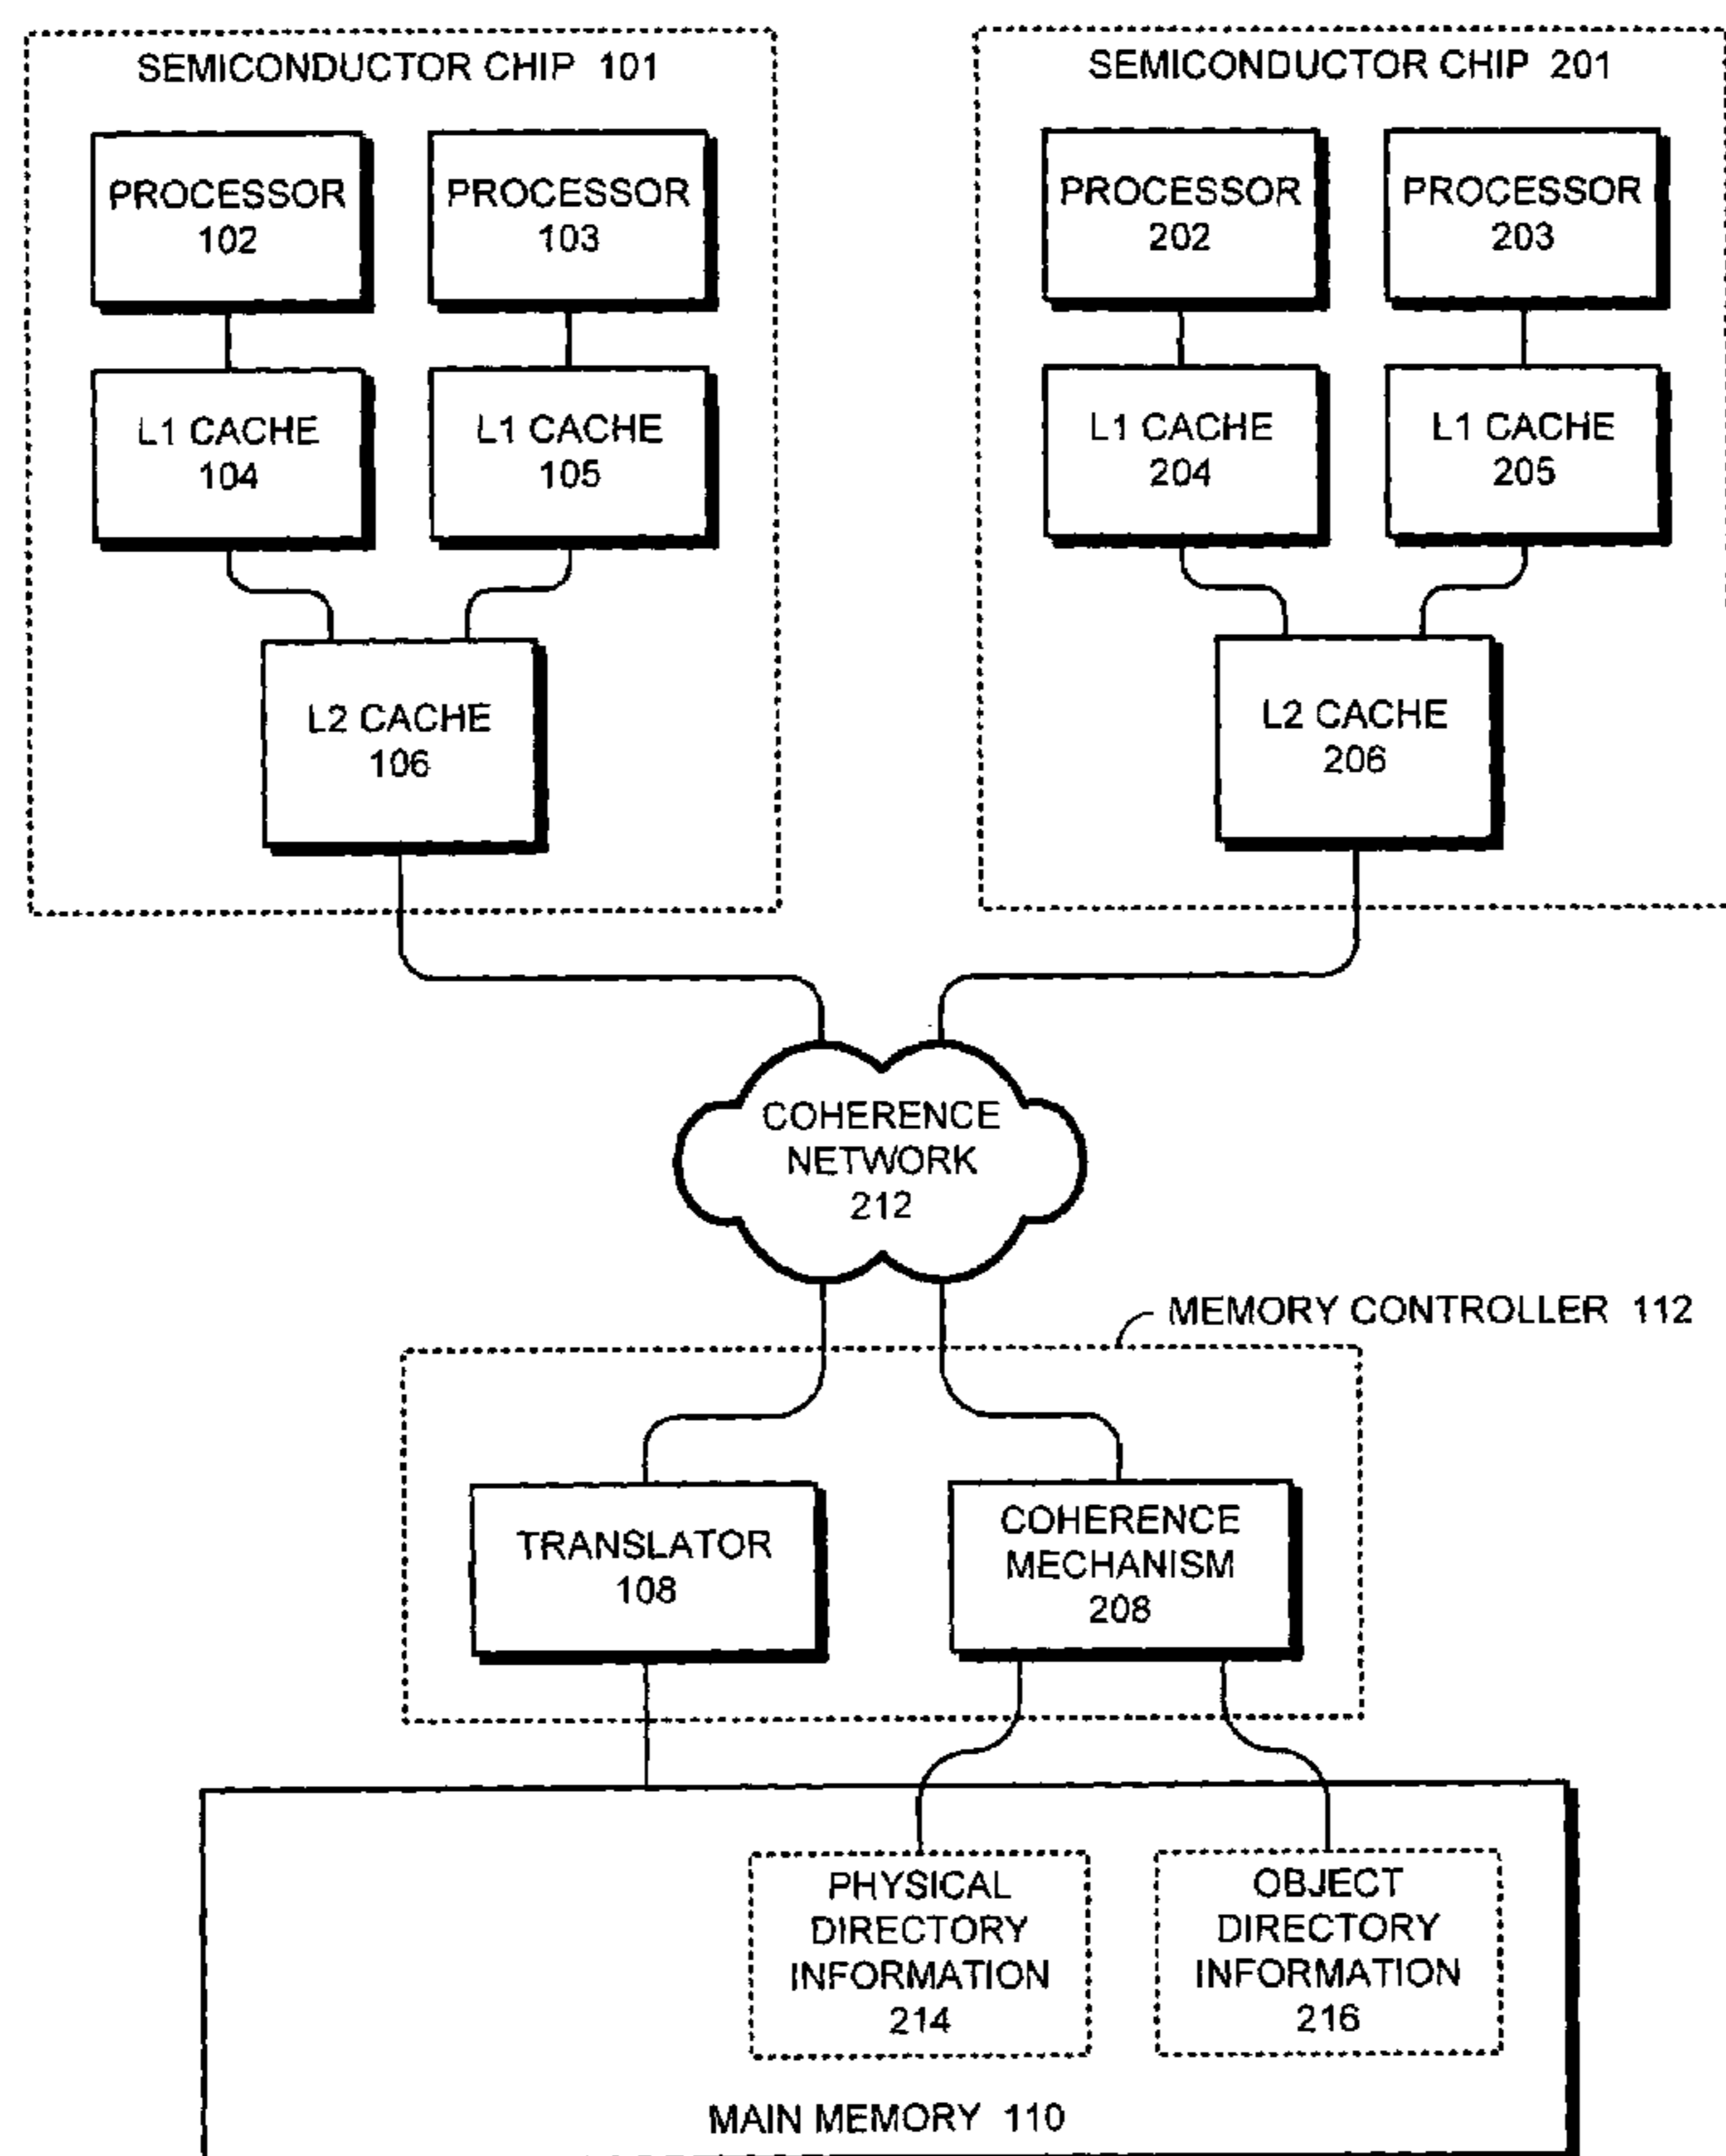 SEMICONDUCTOR CHIP 101
SEMICONDUCTOR CHIP 201
PROCESSOR
102
PROCESSOR
103
PROCESSOR
202
PROCESSOR
203
L1 CACHE
104
L1 CACHE
105
L1 CACHE
204
L1 CACHE
205
L2 CACHE
106
L2 CACHE
206
COHERENCE
NETWORK
212
MEMORY CONTROLLER 112
TRANSLATOR
108
COHERENCE
MECHANISM
208
PHYSICAL
DIRECTORY
INFORMATION
214
OBJECT
DIRECTORY
INFORMATION
216
MAIN MEMORY 110